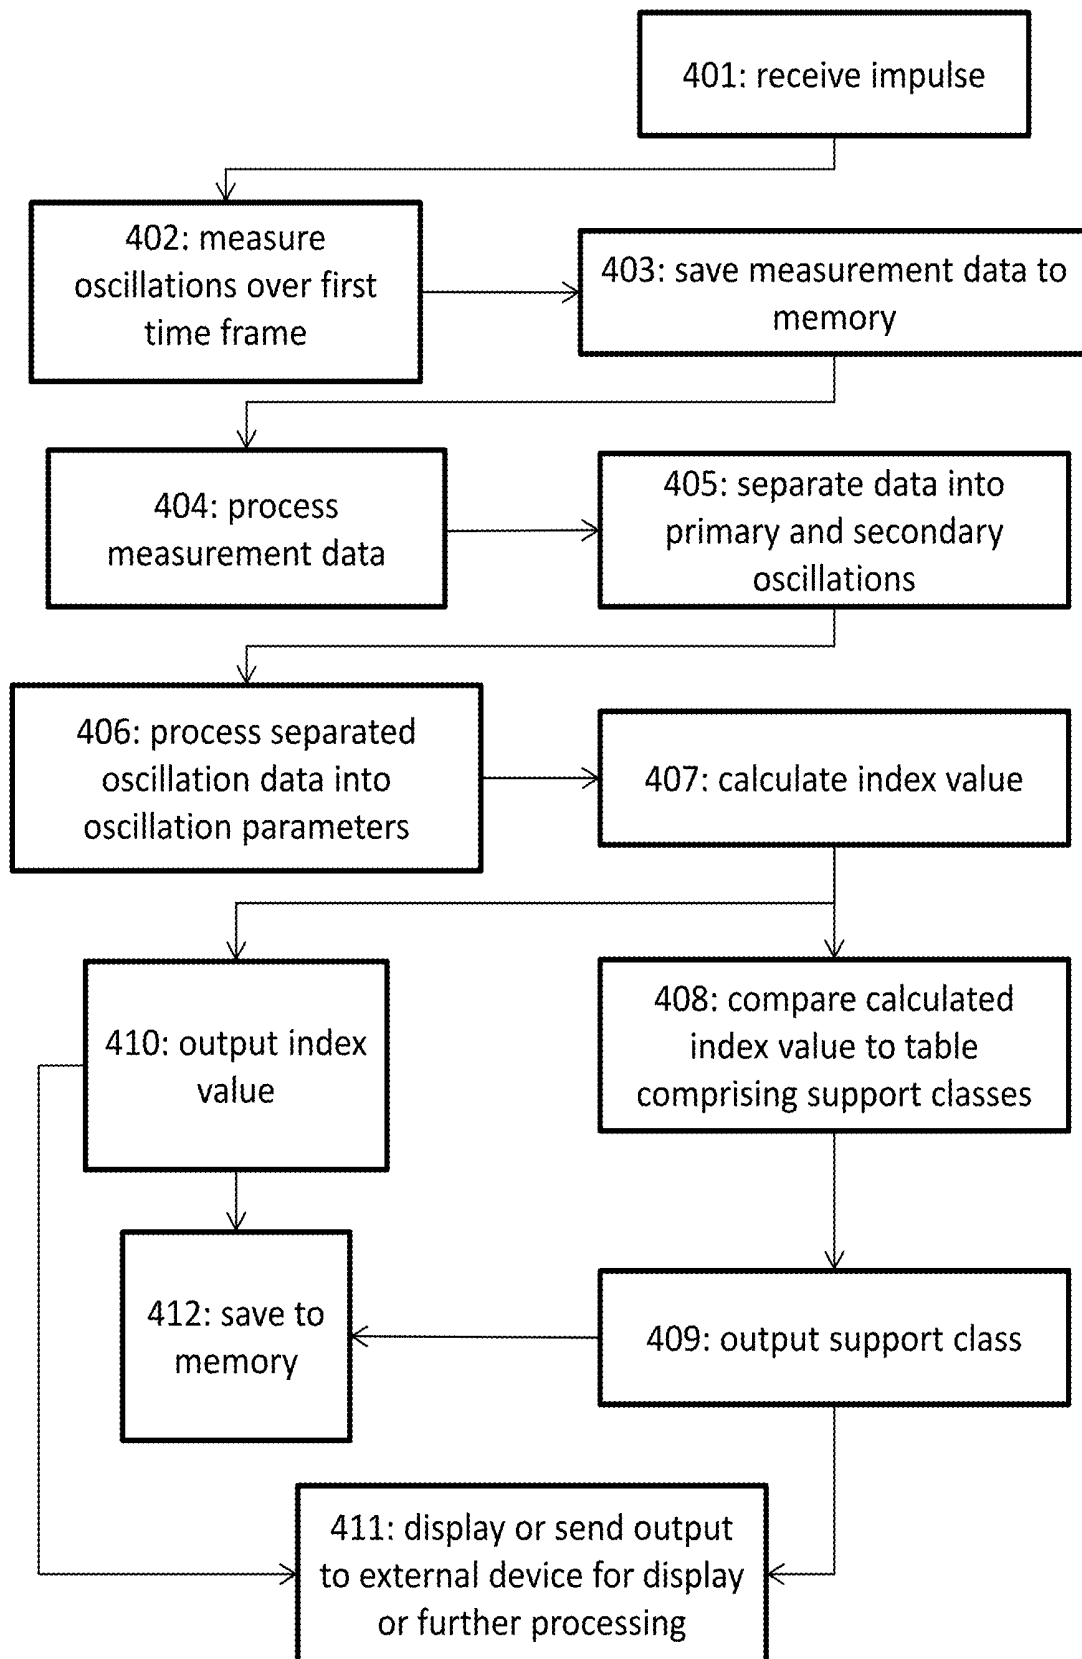 401: receive impulse
402: measure
oscillations over first
time frame
403: save measurement data to
memory
404: process
measurement data
405: separate data into
primary and secondary
oscillations
406: process separated
oscillation data into
oscillation parameters
407: calculate index value
408: compare calculated
index value to table
comprising support classes
410: output index
value
412: save to
memory
409: output support class
411: display or send output
to external device for display
or further processing